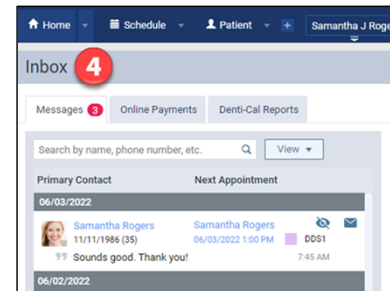 Home Schedule Patient + Samantha J Roge
Inbox 4
Messages 3 Online Payments Denti-Cal Reports
Search by name, phone number, etc. View
Primary Contact Next Appointment
06/03/2022
Samantha Rogers Samantha Rogers
11/11/1986 (35) 06/03/2022 1:00 PM DDS1
Sounds good. Thank you! 7:45 AM
06/02/2022